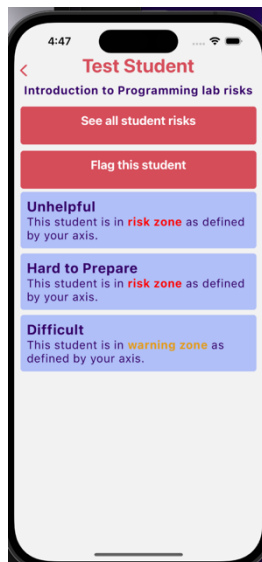 4:47
Test Student
Introduction to Programming lab risks
See all student risks
Flag this student
Unhelpful
This student is in risk zone as defined
by your axis.
Hard to Prepare
This student is in risk zone as defined
by your axis.
Difficult
This student is in warning zone as
defined by your axis.